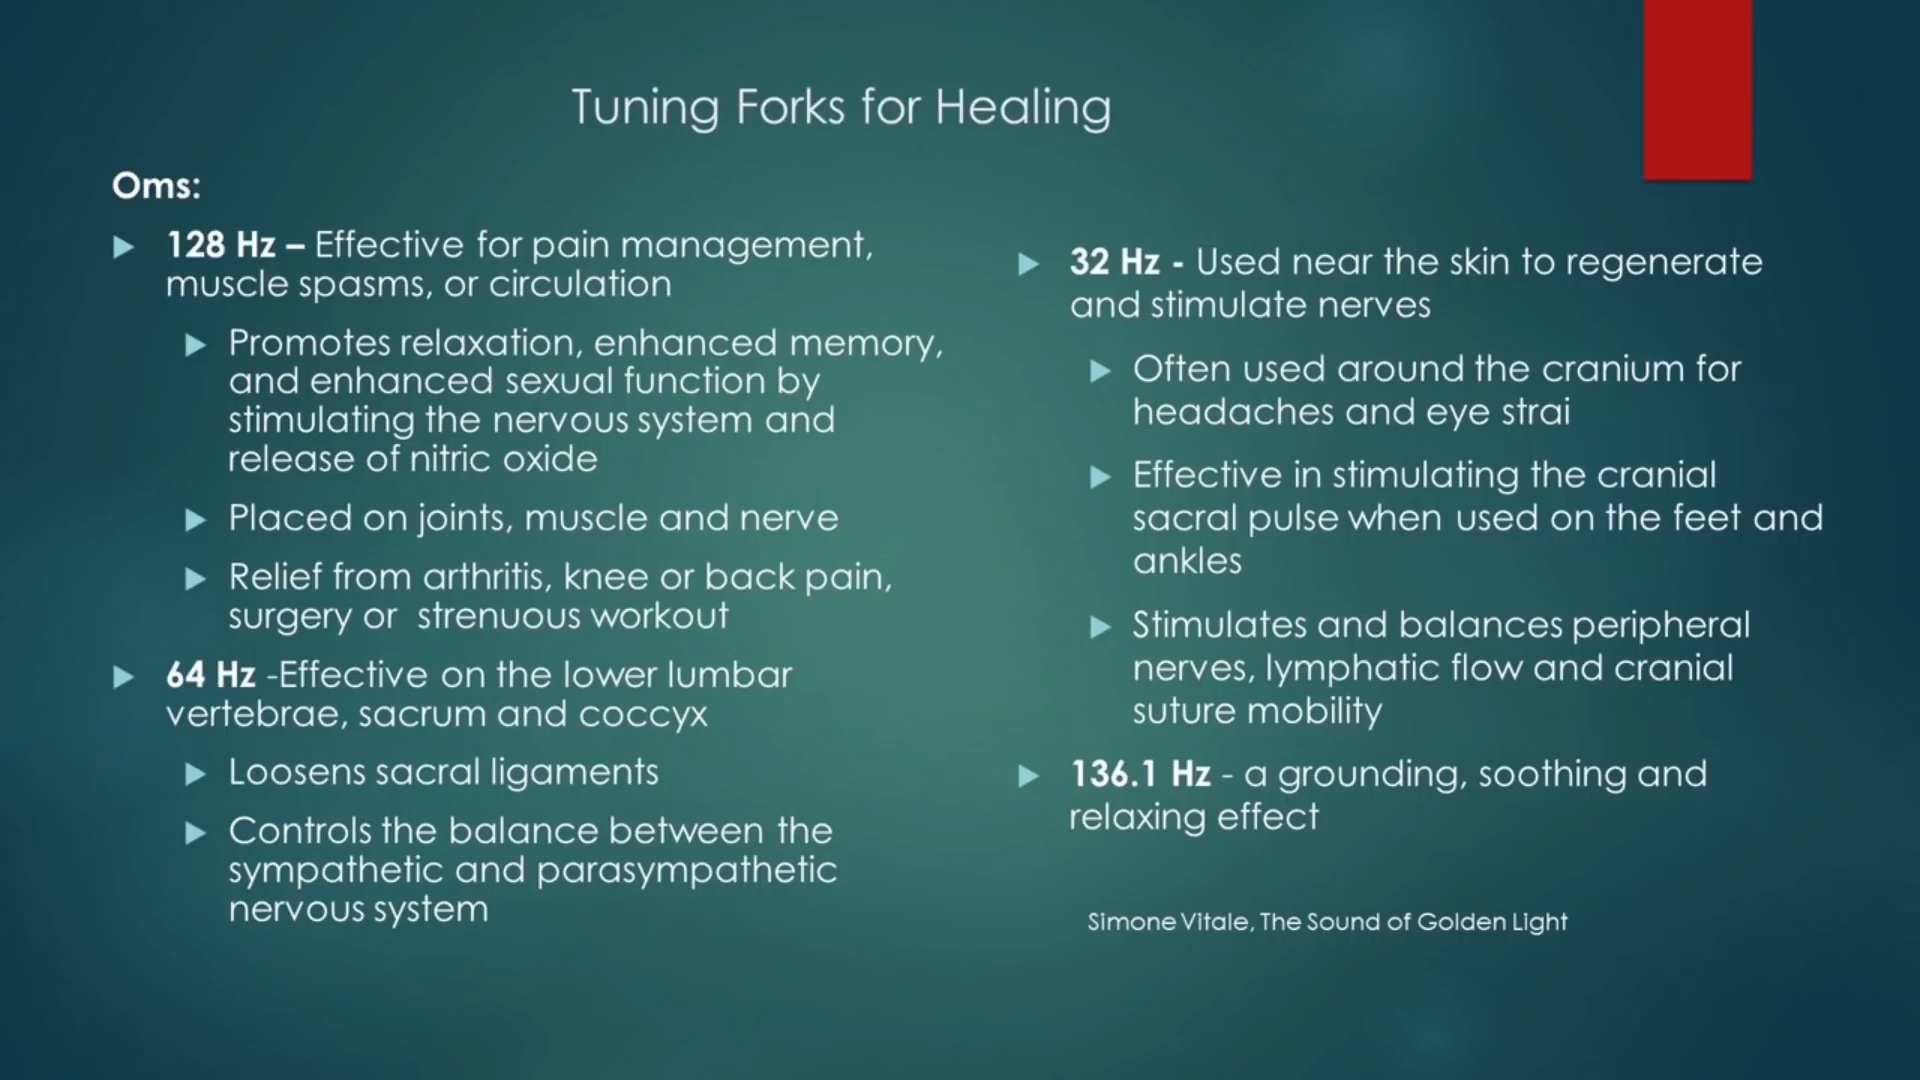 Tuning Forks for Healing
Oms:
128 Hz – Effective for pain management,
muscle spasms, or circulation
Promotes relaxation, enhanced memory,
and enhanced sexual function by
stimulating the nervous system and
release of nitric oxide
Placed on joints, muscle and nerve
Relief from arthritis, knee or back pain,
surgery or  strenuous workout
64 Hz -Effective on the lower lumbar
vertebrae, sacrum and coccyx
Loosens sacral ligaments
Controls the balance between the
sympathetic and parasympathetic
nervous system
32 Hz - Used near the skin to regenerate
and stimulate nerves
Often used around the cranium for
headaches and eye strai
Effective in stimulating the cranial
sacral pulse when used on the feet and
ankles
Stimulates and balances peripheral
nerves, lymphatic flow and cranial
suture mobility
136.1 Hz - a grounding, soothing and
relaxing effect
Simone Vitale, The Sound of Golden Light